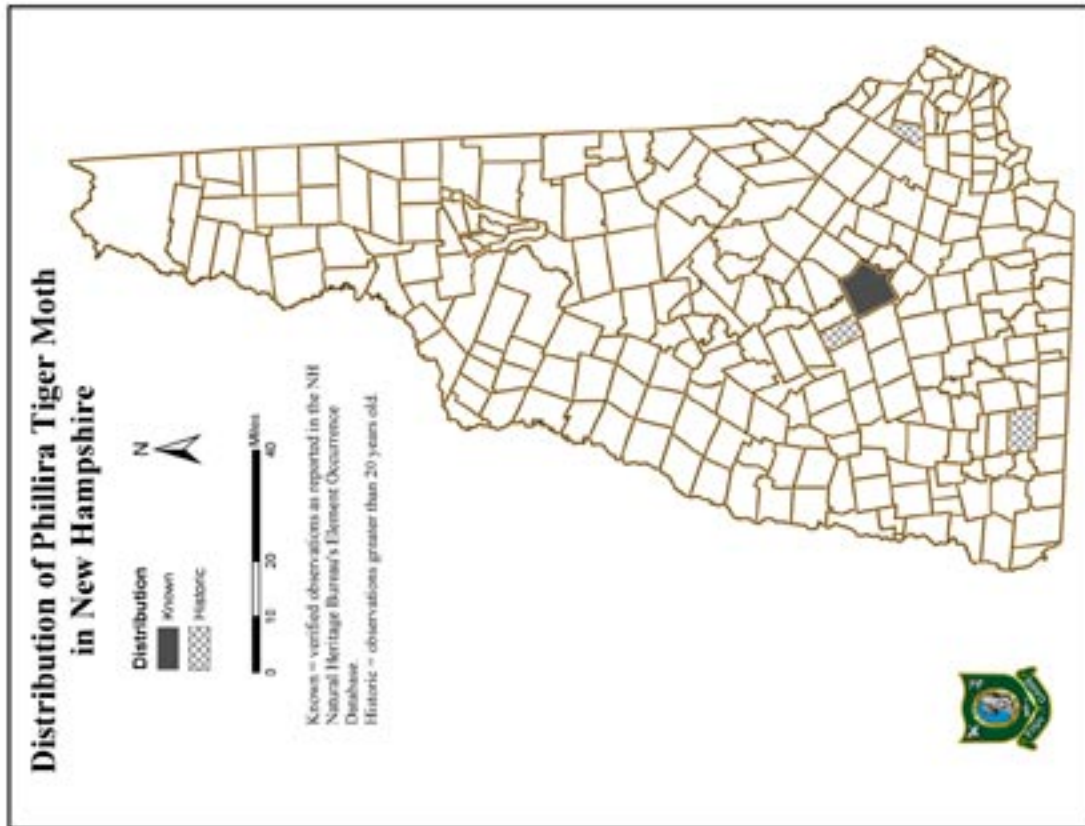 Distribution of Phillira Tiger Moth
in New Hampshire
N
Distribution
Known
Historic
0 10 20 40
Miles
Known = verified observations as reported in the NH
Natural Heritage Bureau's Element Occurrence
Database.
Historic = observations greater than 20 years old.